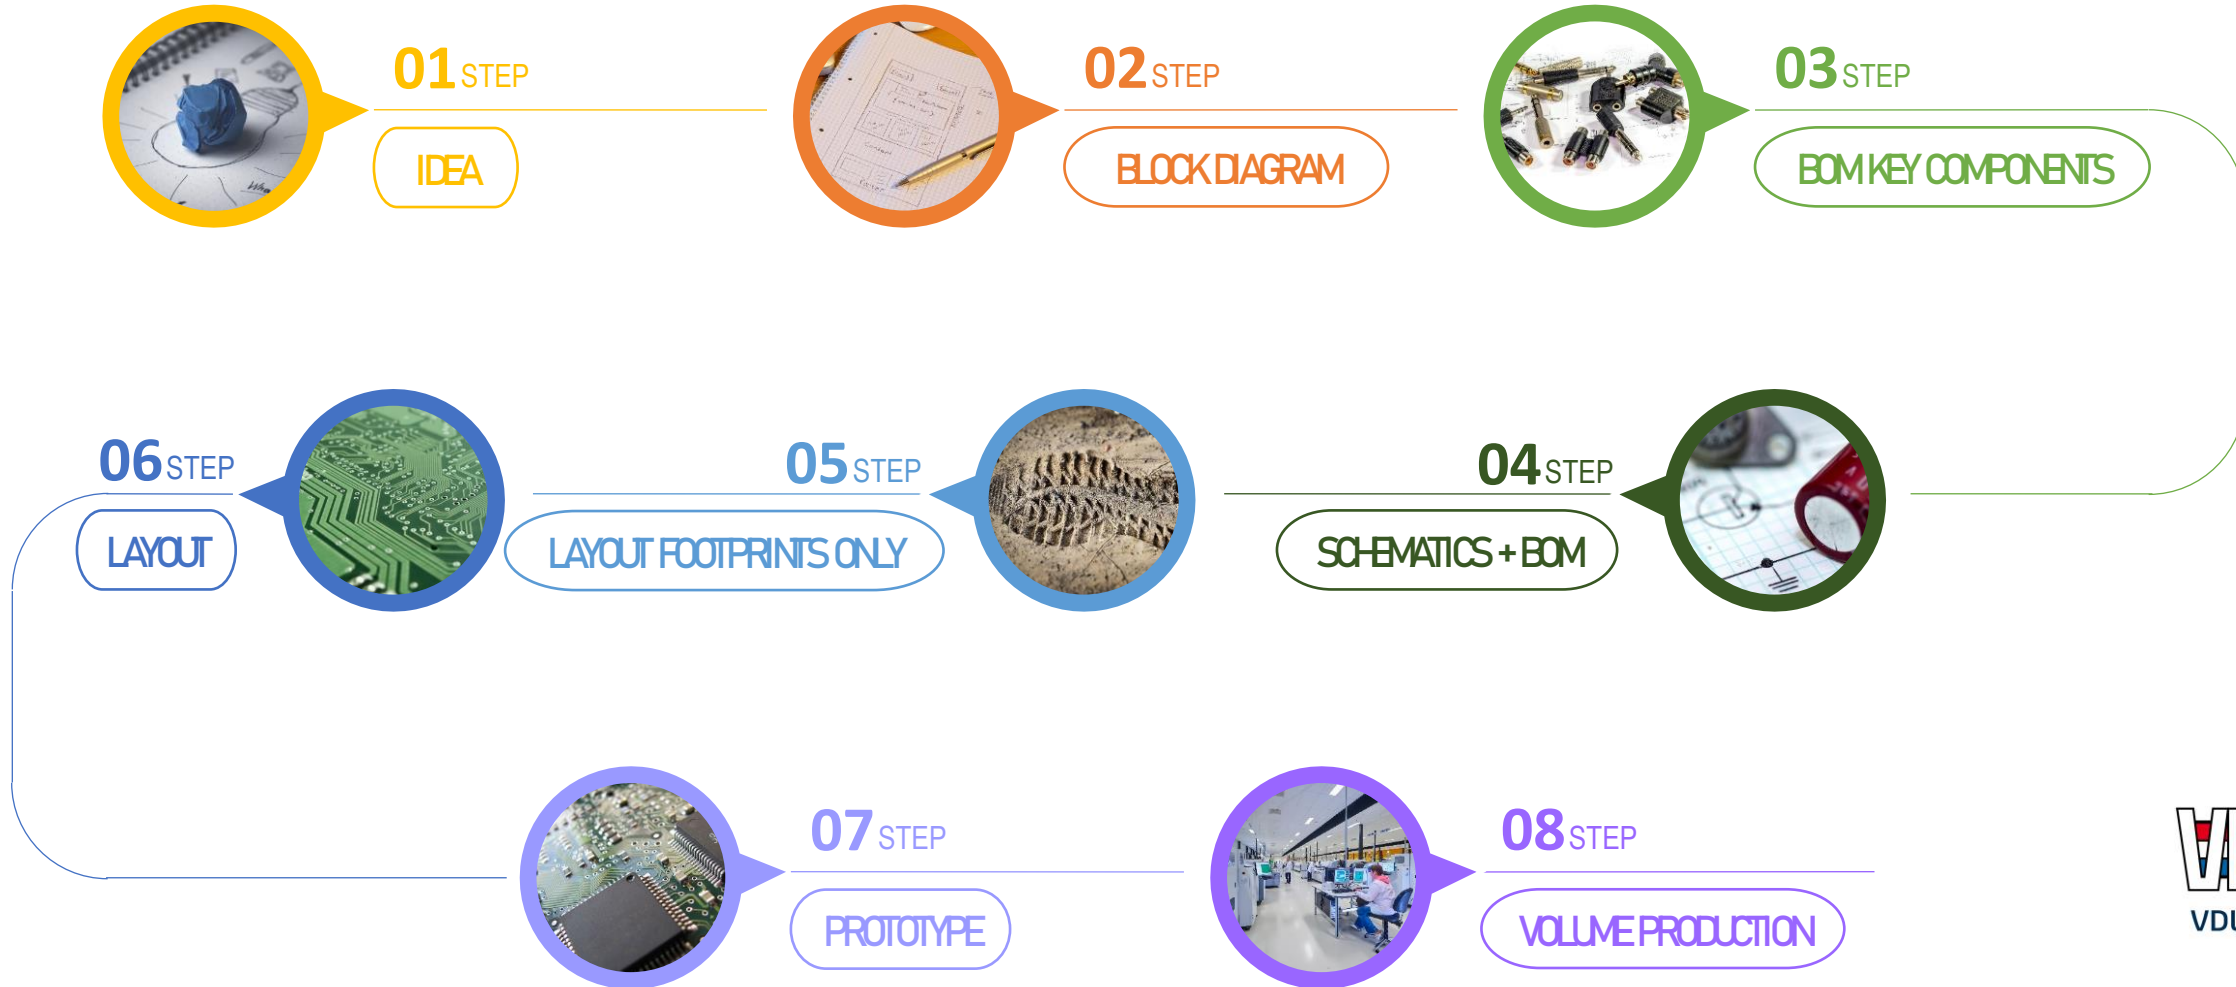 01 STEP
IDEA
02 STEP
BLOCK DIAGRAM
03 STEP
BOM KEY COMPONENTS
04 STEP
SCHEMATICS + BOM
05 STEP
LAYOUT FOOTPRINTS ONLY
06 STEP
LAYOUT
07 STEP
PROTOTYPE
08 STEP
VOLUME PRODUCTION